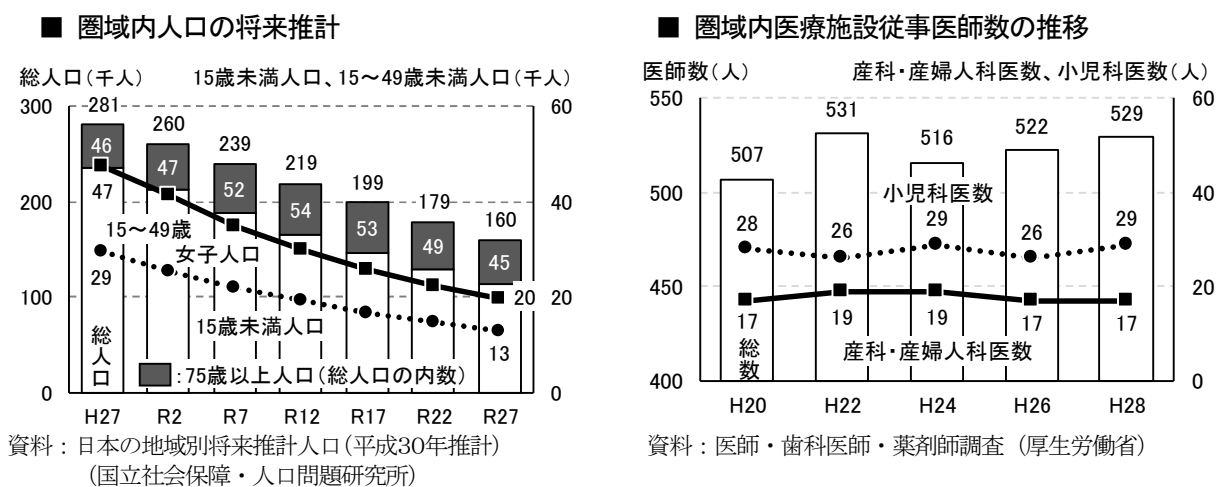 ■ 圏域内人口の将来推計
総人口(千人) 15歳未満人口、15～49歳未満人口(千人)
300 60
281
260
239
219
199
179
160
46
47
52
54
53
49
45
47
200 40
15～49歳
女子人口
29
100 20
20
15歳未満人口
13
総人口
:75歳以上人口(総人口の内数)
0 0
H27 R2 R7 R12 R17 R22 R27
資料：日本の地域別将来推計人口(平成30年推計)
(国立社会保障・人口問題研究所)
■ 圏域内医療施設従事医師数の推移
医師数(人) 産科・産婦人科医数、小児科医数(人)
550 60
507
531
516
522
529
500 40
小児科医数
28 26 29 26 29
450 20
17 19 19 17 17
総数
産科・産婦人科医数
400 0
H20 H22 H24 H26 H28
資料：医師・歯科医師・薬剤師調査 (厚生労働省)